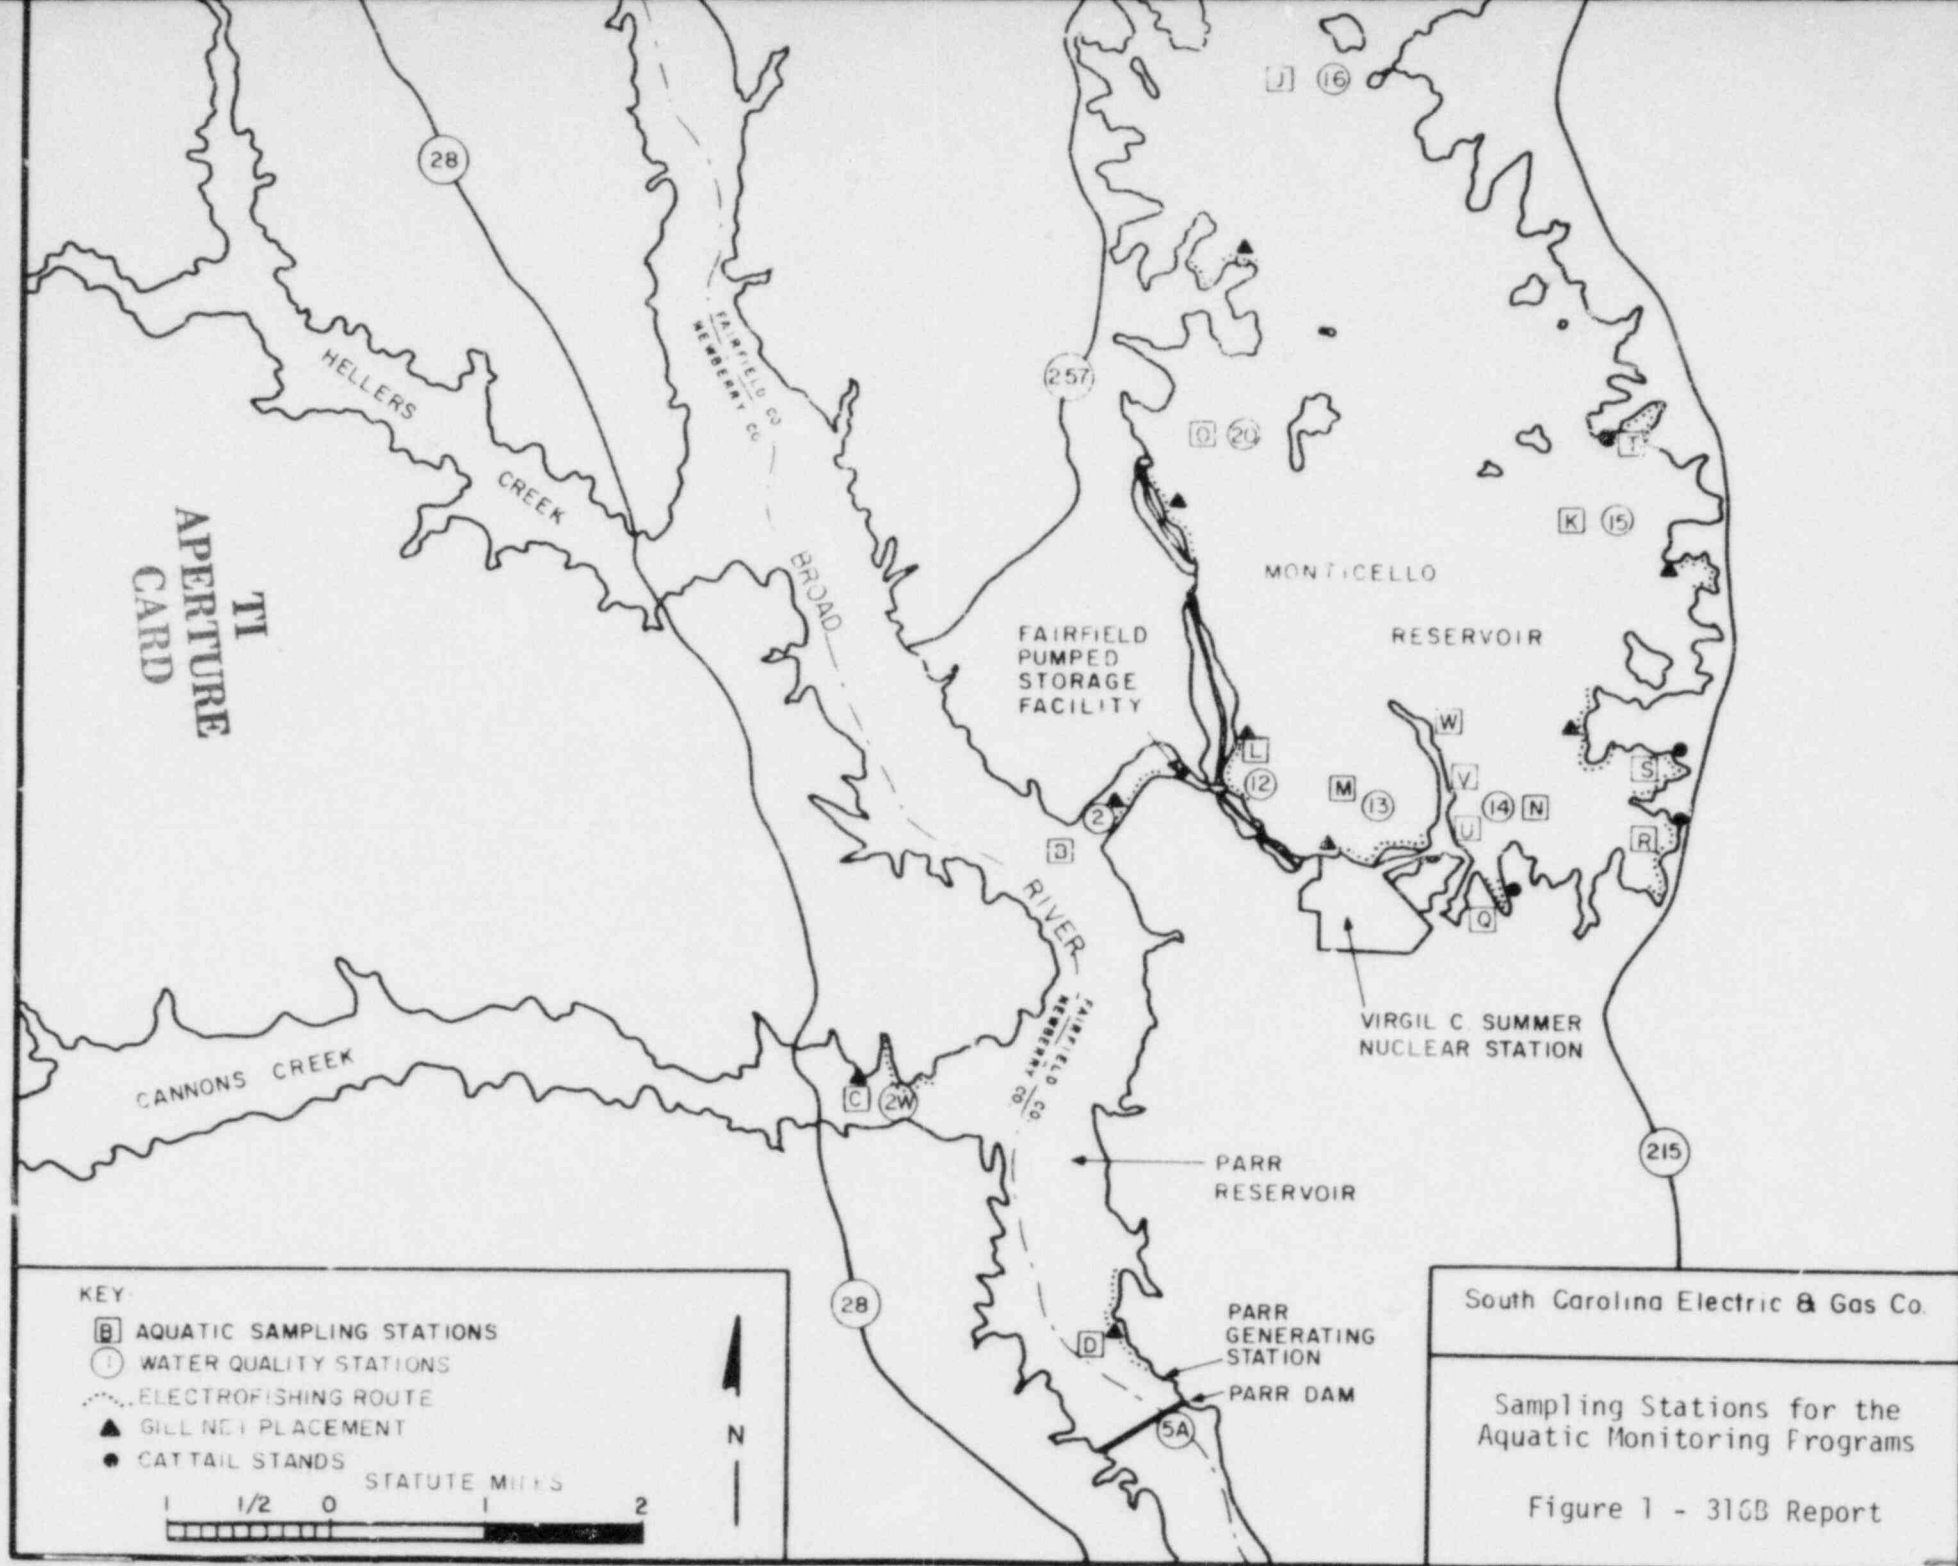 J 16
28
FAIRFIELD CO
NEWBERRY CO
HELLERS
CREEK
257
O 20
T
K 15
TI
APERTURE
CARD
BROAD
MONTICELLO
RESERVOIR
FAIRFIELD
PUMPED
STORAGE
FACILITY
W
L
12
M 13
V
14 N
U
S
R
2
B
Q
RIVER
VIRGIL C. SUMMER
NUCLEAR STATION
FAIRFIELD CO.
NEWBERRY CO.
CANNONS CREEK
C 2W
215
PARR
RESERVOIR
28
D
PARR
GENERATING
STATION
PARR DAM
5A
KEY:
B AQUATIC SAMPLING STATIONS
1 WATER QUALITY STATIONS
ELECTROFISHING ROUTE
GILL NET PLACEMENT
CATTAIL STANDS
STATUTE MILES
1 1/2 0 1 2
N
South Carolina Electric & Gas Co.
Sampling Stations for the
Aquatic Monitoring Programs
Figure 1 - 316B Report